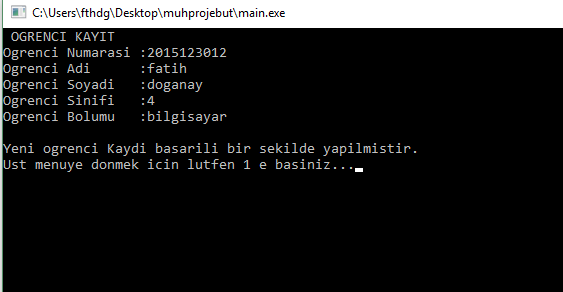 C:\Users\fthdg\Desktop\muhprojebut\main.exe
OGRENCI KAYIT
Ogrenci Numarasi :2015123012
Ogrenci Adi :fatih
Ogrenci Soyadi :doganay
Ogrenci Sinifi :4
Ogrenci Bolumu :bilgisayar
Yeni ogrenci Kaydi basarili bir sekilde yapilmistir.
Ust menuye donmek icin lutfen 1 e basiniz...